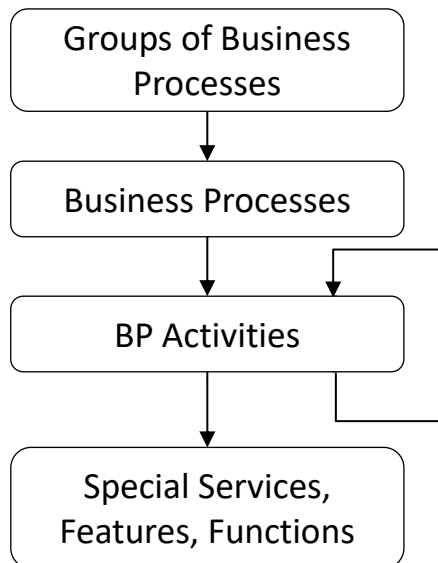 Groups of Business
Processes
Business Processes
BP Activities
Special Services,
Features, Functions